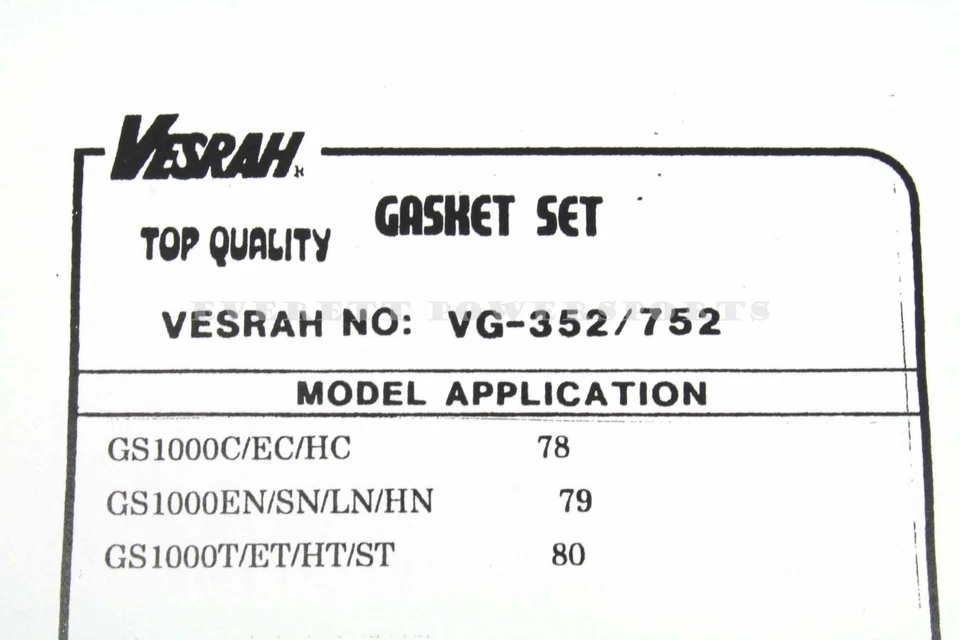 VESRAH
GASKET SET
TOP QUALITY
EVERETT POWERSPORTS
VESRAH NO: VG-352/752
MODEL APPLICATION
GS1000C/EC/HC 78
GS1000EN/SN/LN/HN 79
GS1000T/ET/HT/ST 80